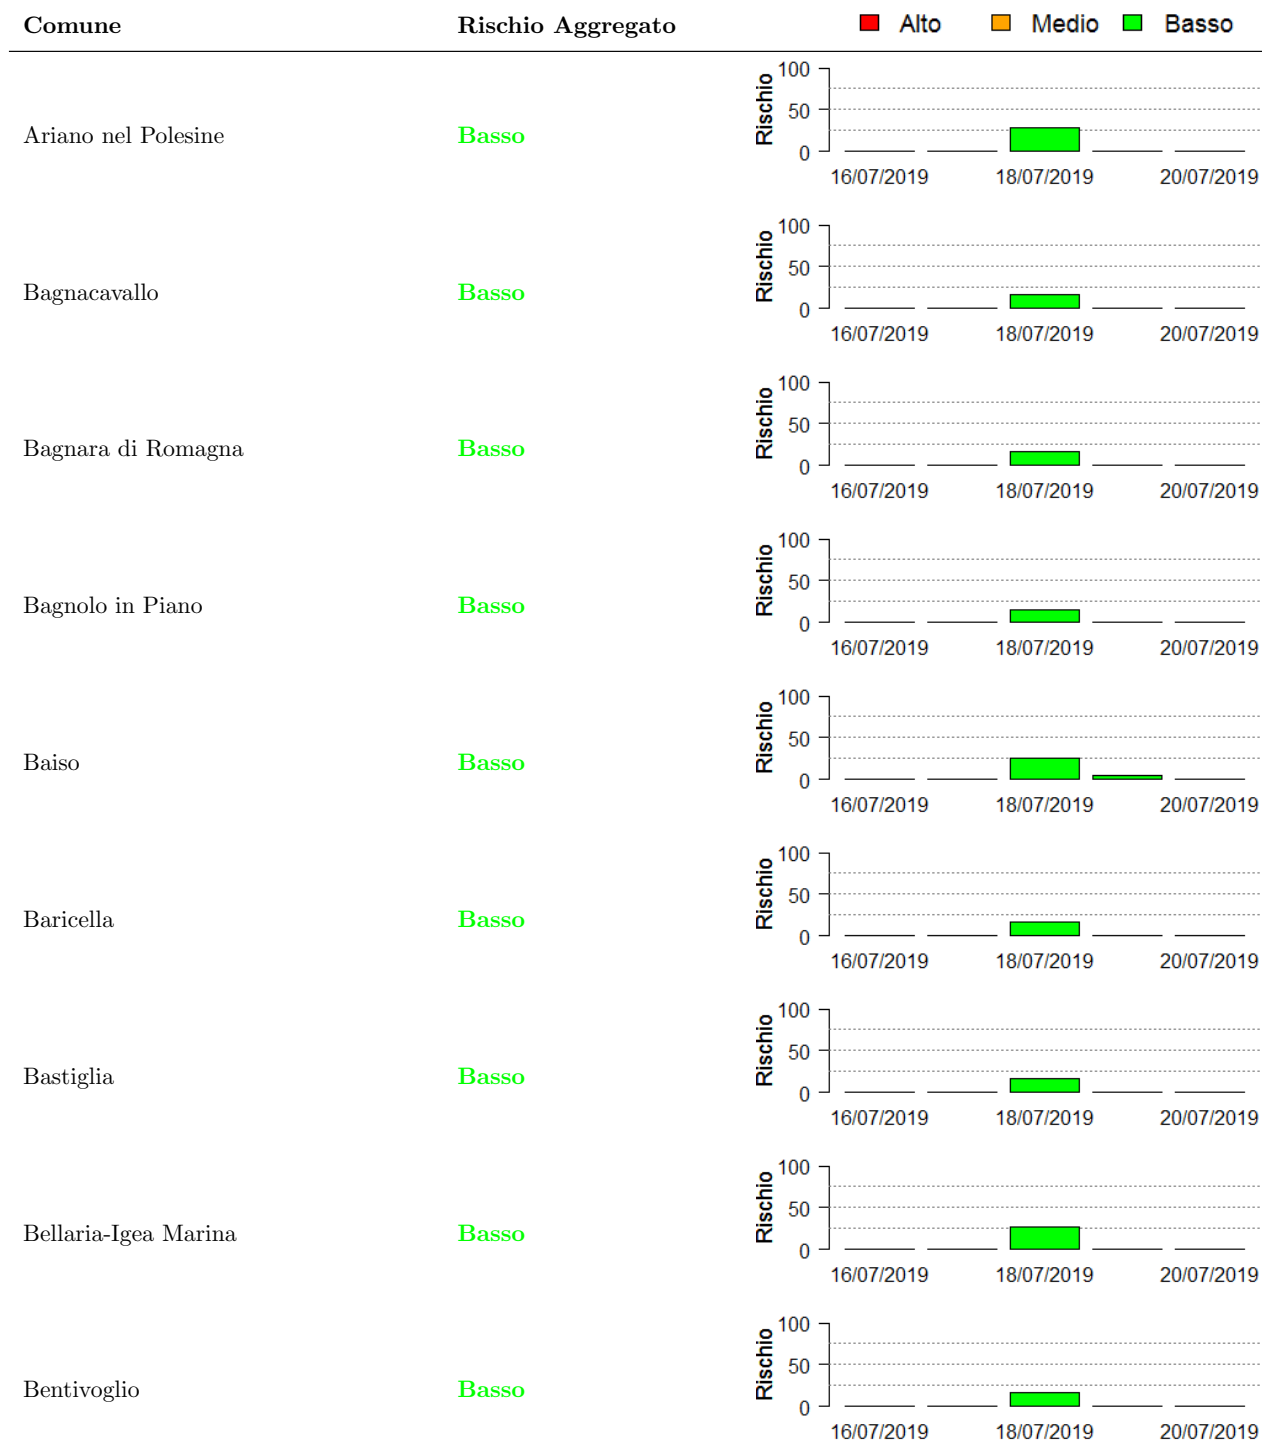 Comune Rischio Aggregato Alto Medio Basso
100
50
0
Rischio
Ariano nel Polesine Basso
16/07/2019 18/07/2019 20/07/2019
100
50
0
Rischio
Bagnacavallo Basso
16/07/2019 18/07/2019 20/07/2019
100
50
0
Rischio
Bagnara di Romagna Basso
16/07/2019 18/07/2019 20/07/2019
100
50
0
Rischio
Bagnolo in Piano Basso
16/07/2019 18/07/2019 20/07/2019
100
50
0
Rischio
Baiso Basso
16/07/2019 18/07/2019 20/07/2019
100
50
0
Rischio
Baricella Basso
16/07/2019 18/07/2019 20/07/2019
100
50
0
Rischio
Bastiglia Basso
16/07/2019 18/07/2019 20/07/2019
100
50
0
Rischio
Bellaria-Igea Marina Basso
16/07/2019 18/07/2019 20/07/2019
100
50
0
Rischio
Bentivoglio Basso
16/07/2019 18/07/2019 20/07/2019